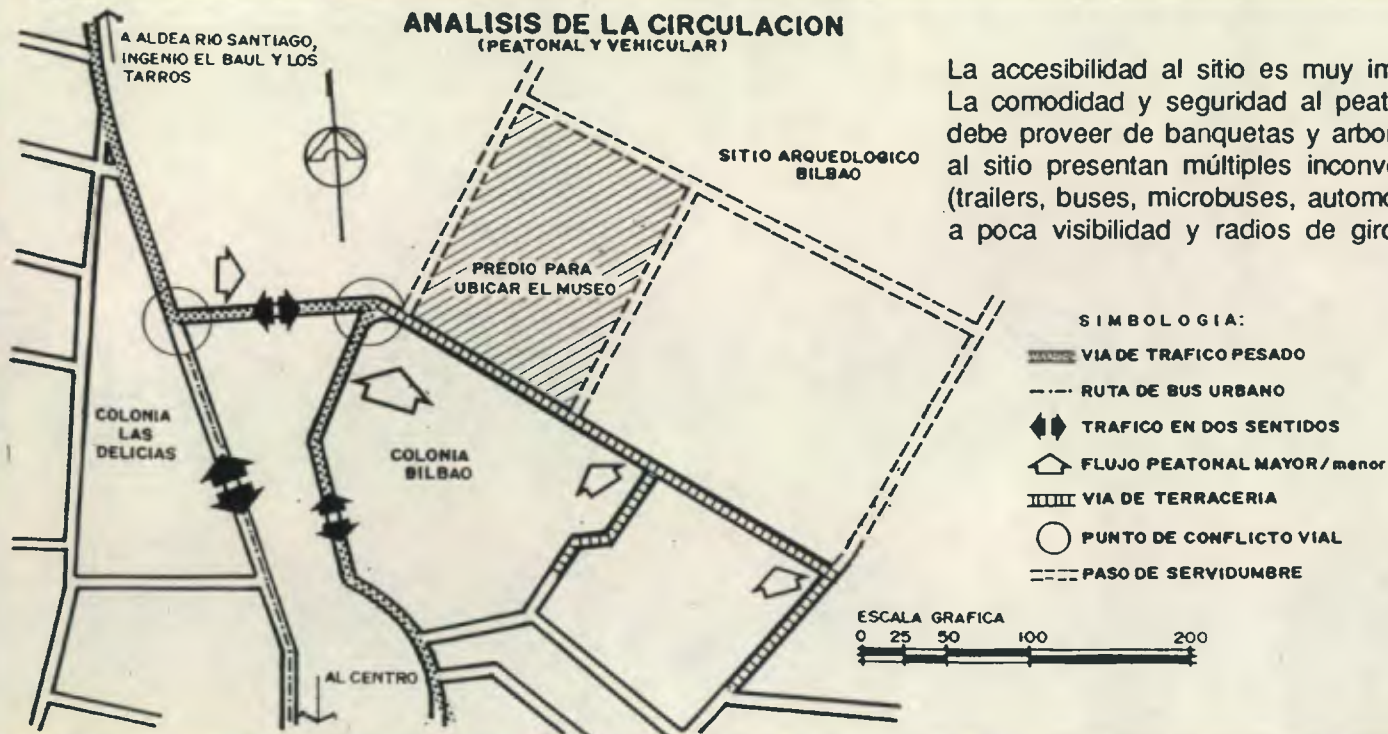 ANALISIS DE LA CIRCULACION
(PEATONAL Y VEHICULAR)
A ALDEA RIO SANTIAGO,
INGENIO EL BAUL Y LOS
TARROS
SITIO ARQUEOLOGICO
BILBAO
PREDIO PARA
UBICAR EL MUSEO
COLONIA
LAS
DELICIAS
COLONIA
BILBAO
AL CENTRO
La accesibilidad al sitio es muy im
La comodidad y seguridad al peat
debe proveer de banquetas y arbor
al sitio presentan múltiples inconv
(trailers, buses, microbuses, automo
a poca visibilidad y radios de giro
SIMBOLOGIA:
VIA DE TRAFICO PESADO
RUTA DE BUS URBANO
TRAFICO EN DOS SENTIDOS
FLUJO PEATONAL MAYOR/menor
VIA DE TERRACERIA
PUNTO DE CONFLICTO VIAL
PASO DE SERVIDUMBRE
ESCALA GRAFICA
0 25 50 100 200